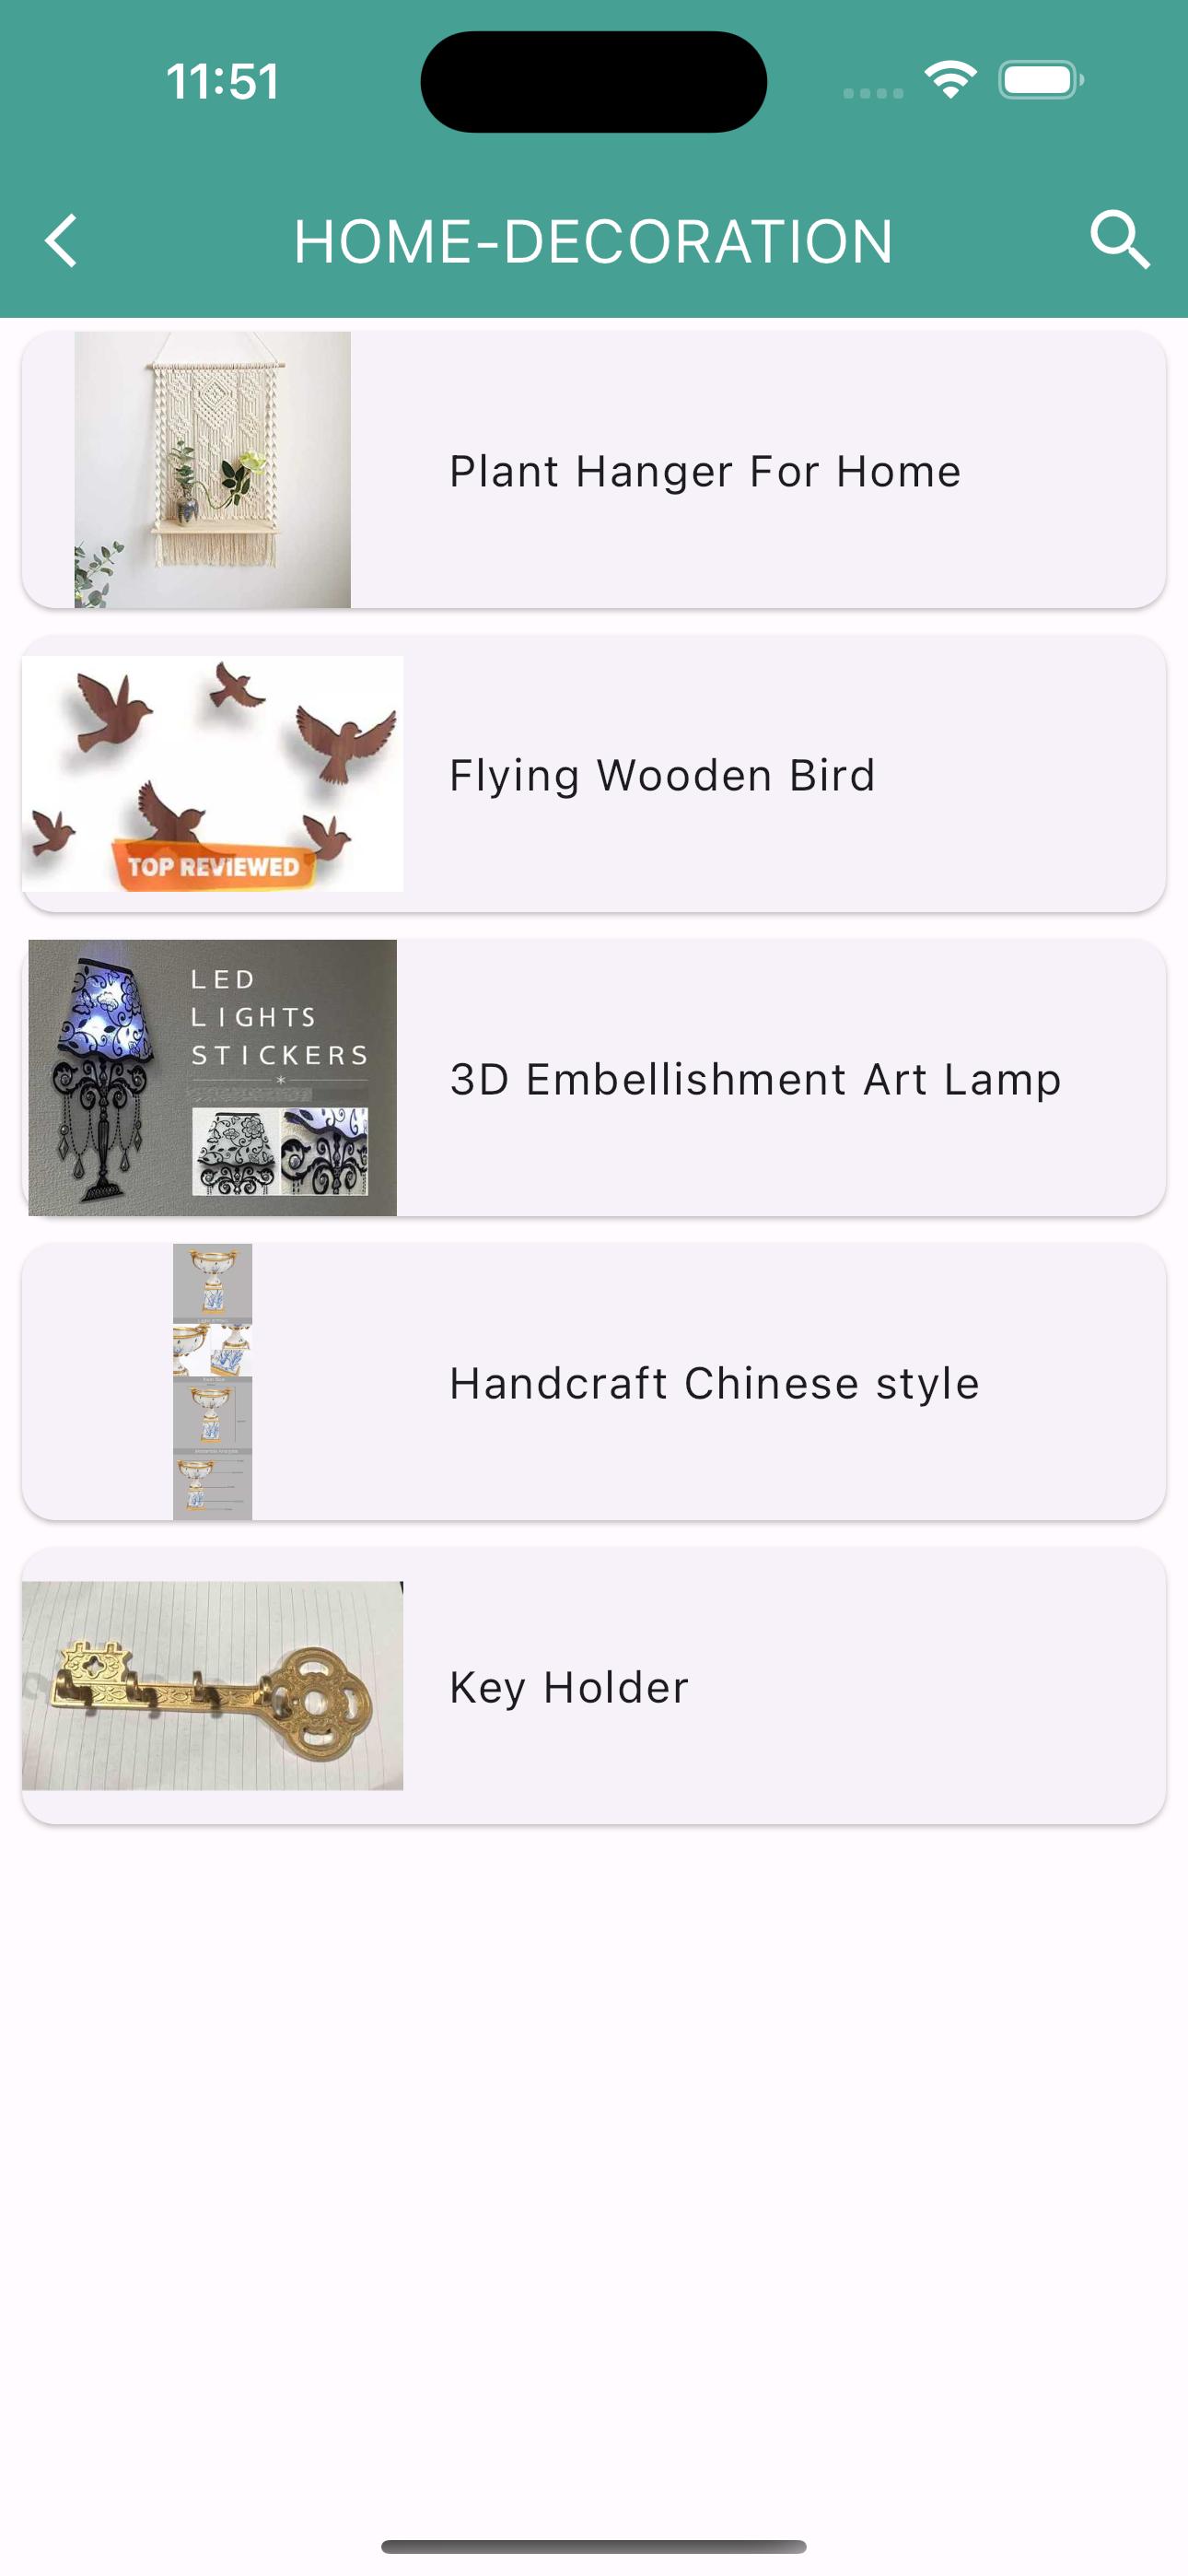 11:51
HOME-DECORATION
Plant Hanger For Home
Flying Wooden Bird
TOP REVIEWED
LED
LIGHTS
STICKERS
*
3D Embellishment Art Lamp
Handcraft Chinese style
Key Holder